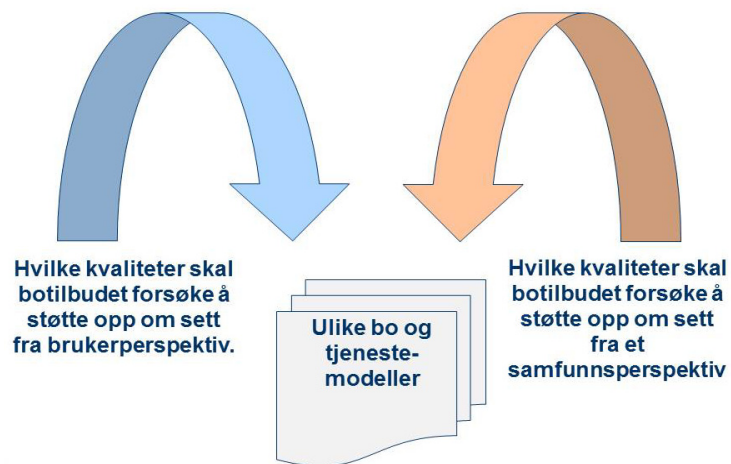 Hvilke kvaliteter skal
botilbudet forsøke å
støtte opp om sett
fra brukerperspektiv.
Ulike bo og
tjeneste-
modeller
Hvilke kvaliteter skal
botilbudet forsøke å
støtte opp om sett
fra et
samfunnsperspektiv